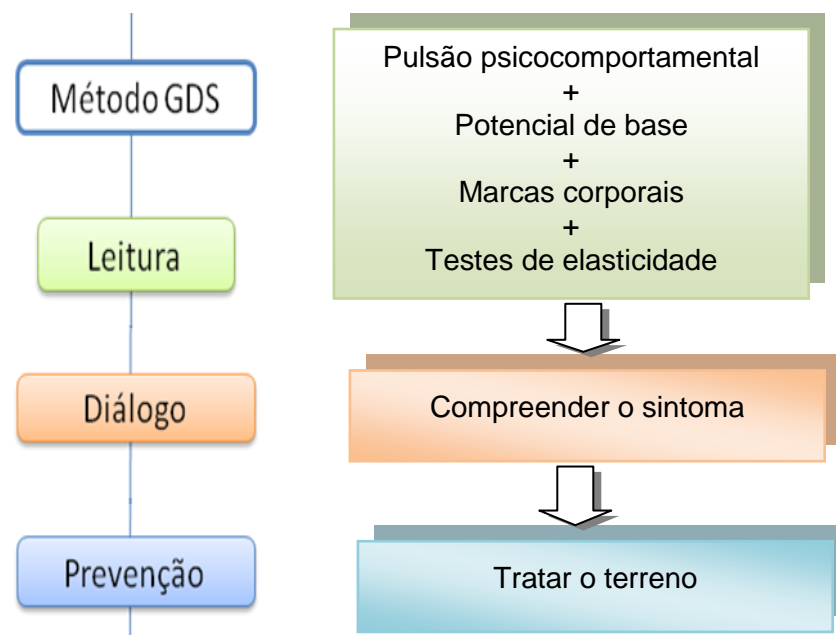 Método GDS
Leitura
Diálogo
Prevenção
Pulsão psicocomportamental
+
Potencial de base
+
Marcas corporais
+
Testes de elasticidade
Compreender o sintoma
Tratar o terreno